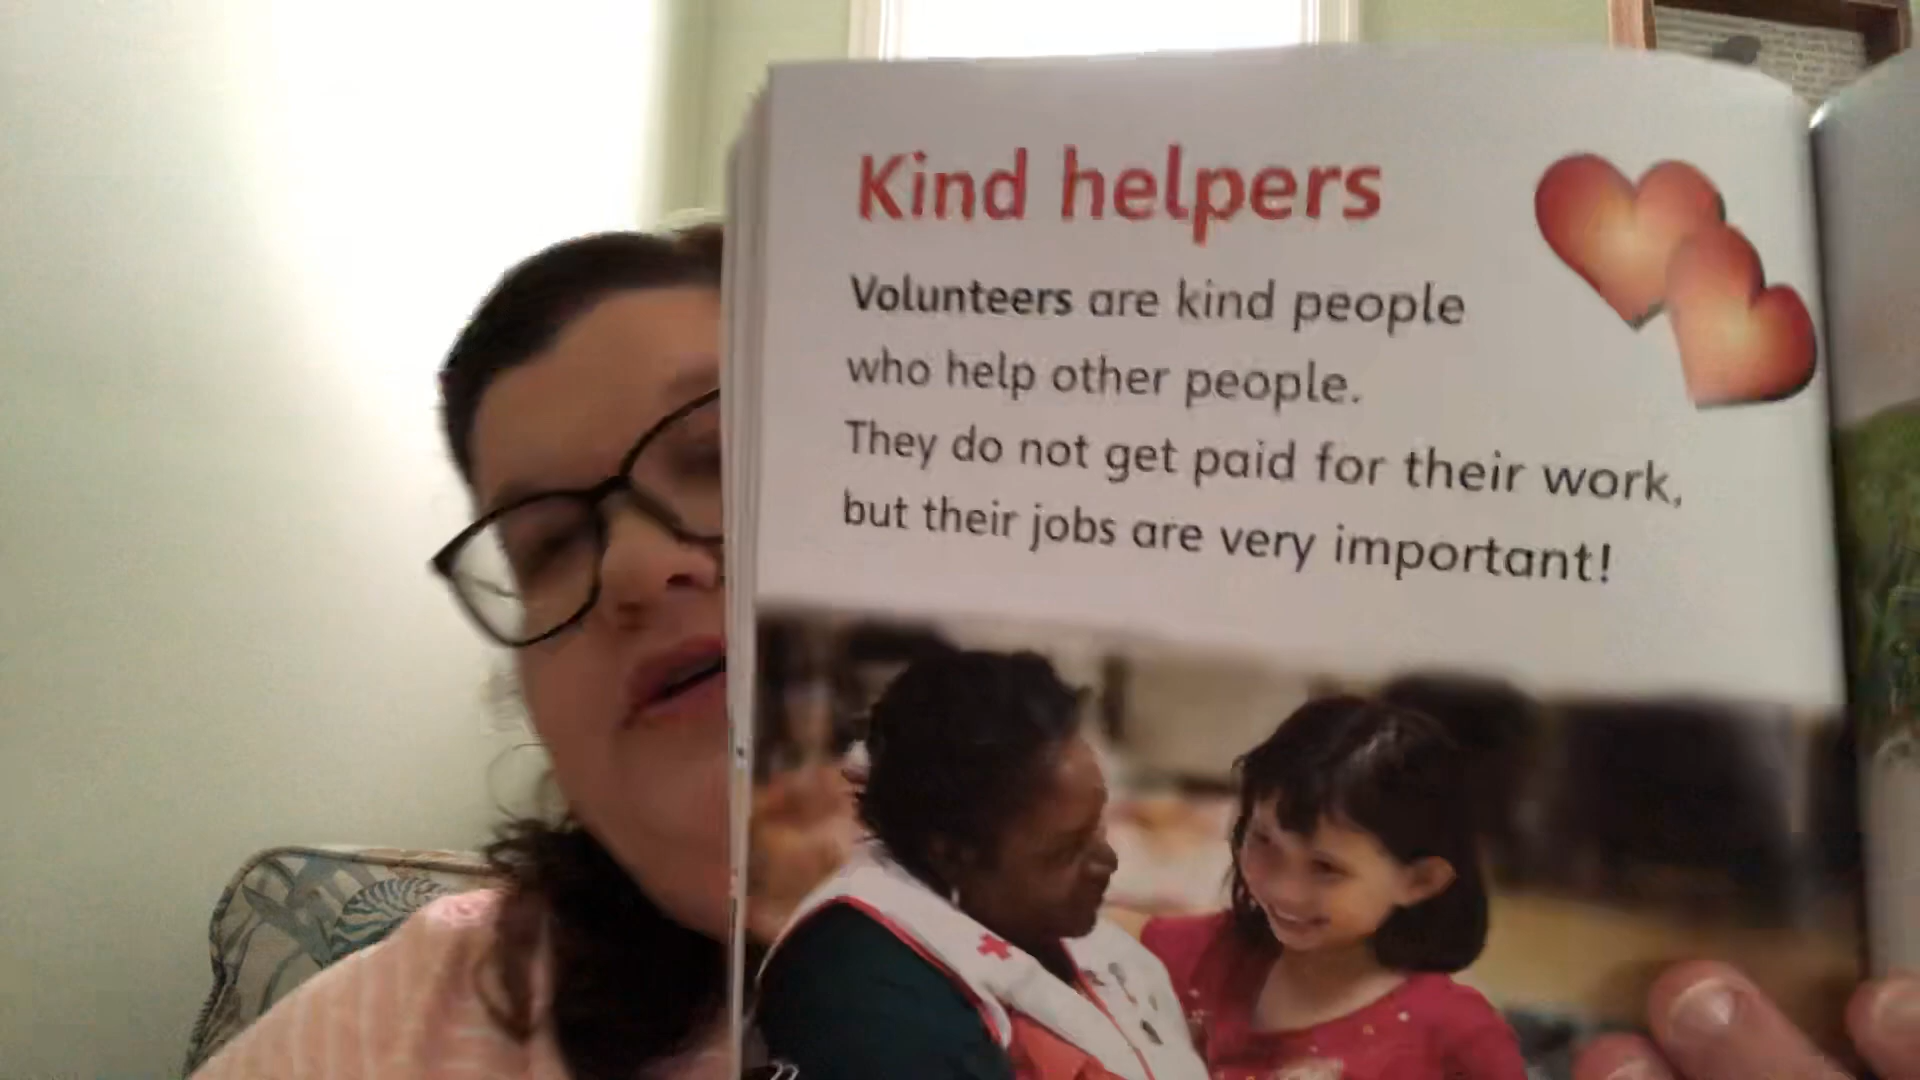 Kind helpers
Volunteers are kind people
who help other people.
They do not get paid for their work,
but their jobs are very important!